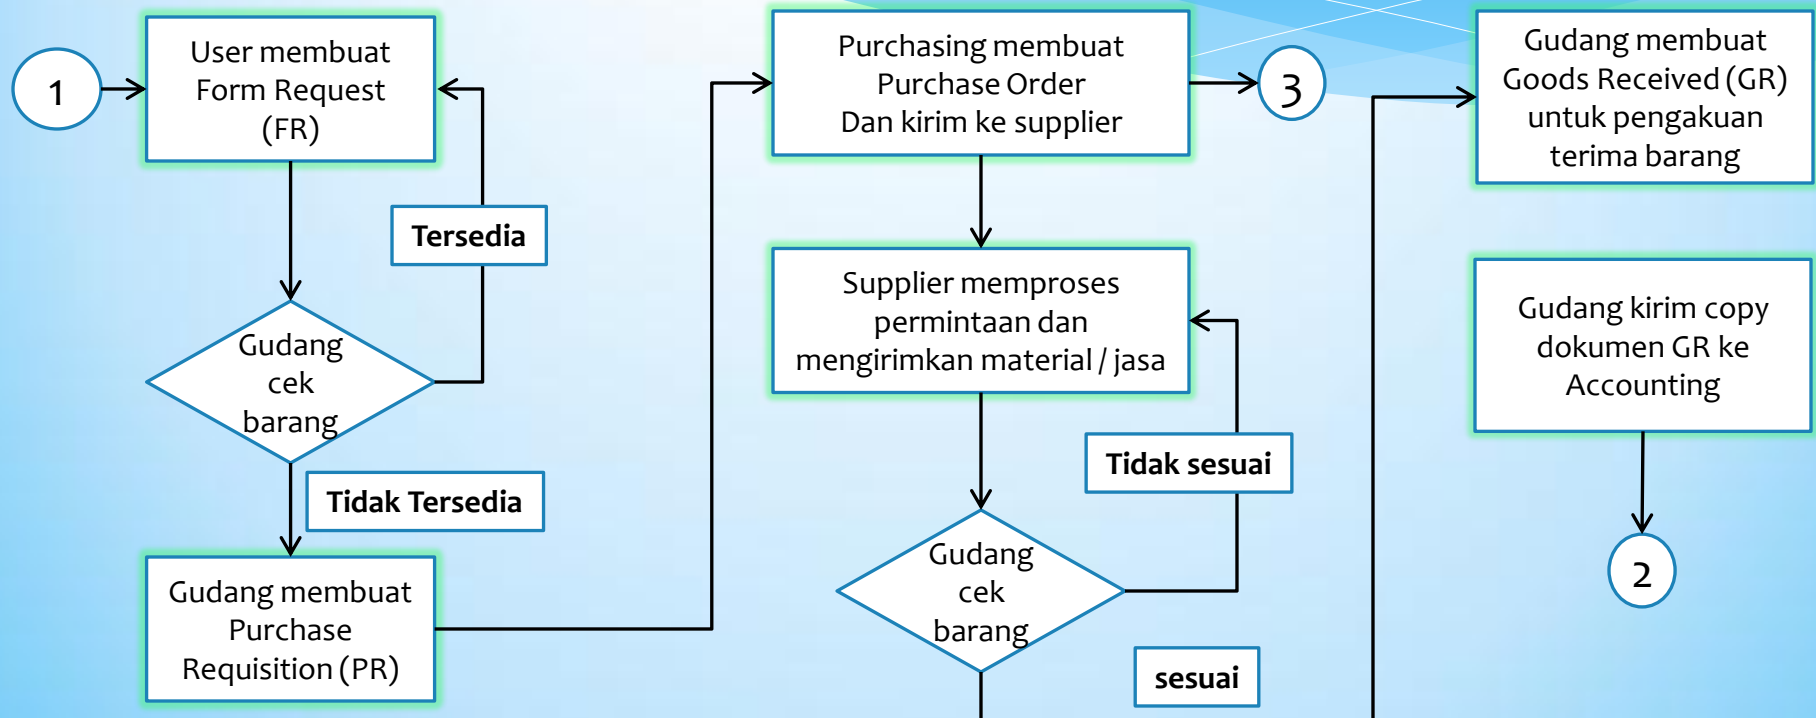 1
User membuat
Form Request
(FR)
Tersedia
Gudang
cek
barang
Tidak Tersedia
Gudang membuat
Purchase
Requisition (PR)
Purchasing membuat
Purchase Order
Dan kirim ke supplier
3
Supplier memproses
permintaan dan
mengirimkan material / jasa
Tidak sesuai
Gudang
cek
barang
sesuai
Gudang membuat
Goods Received (GR)
untuk pengakuan
terima barang
Gudang kirim copy
dokumen GR ke
Accounting
2